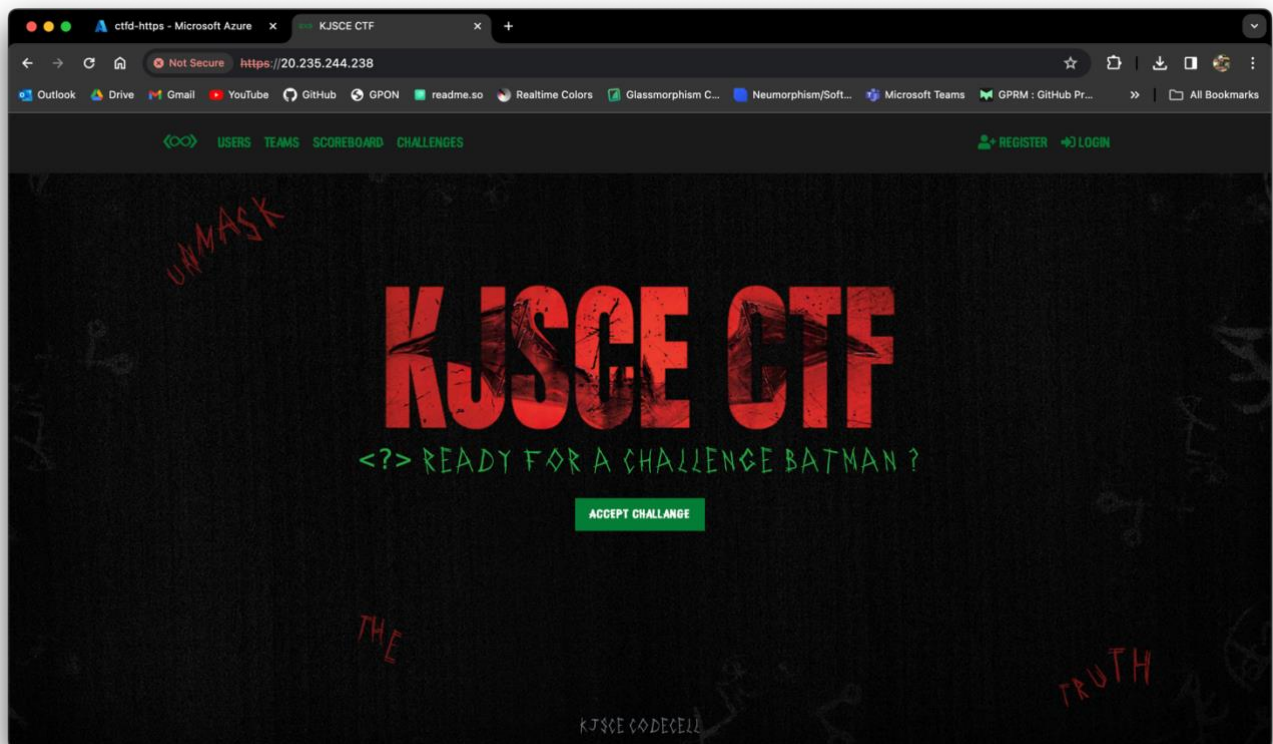 ctfd-https - Microsoft Azure KJSCE CTF
Not Secure https://20.235.244.238
Outlook Drive Gmail YouTube GitHub GPON readme.so Realtime Colors Glassmorphism C... Neumorphism/Soft... Microsoft Teams GPRM : GitHub Pr... » All Bookmarks
USERS TEAMS SCOREBOARD CHALLENGES REGISTER LOGIN
UNMASK
KJSCE CTF
<?> READY FOR A CHALLENGE BATMAN ?
ACCEPT CHALLANGE
THE
TRUTH
KJSCE CODECELL